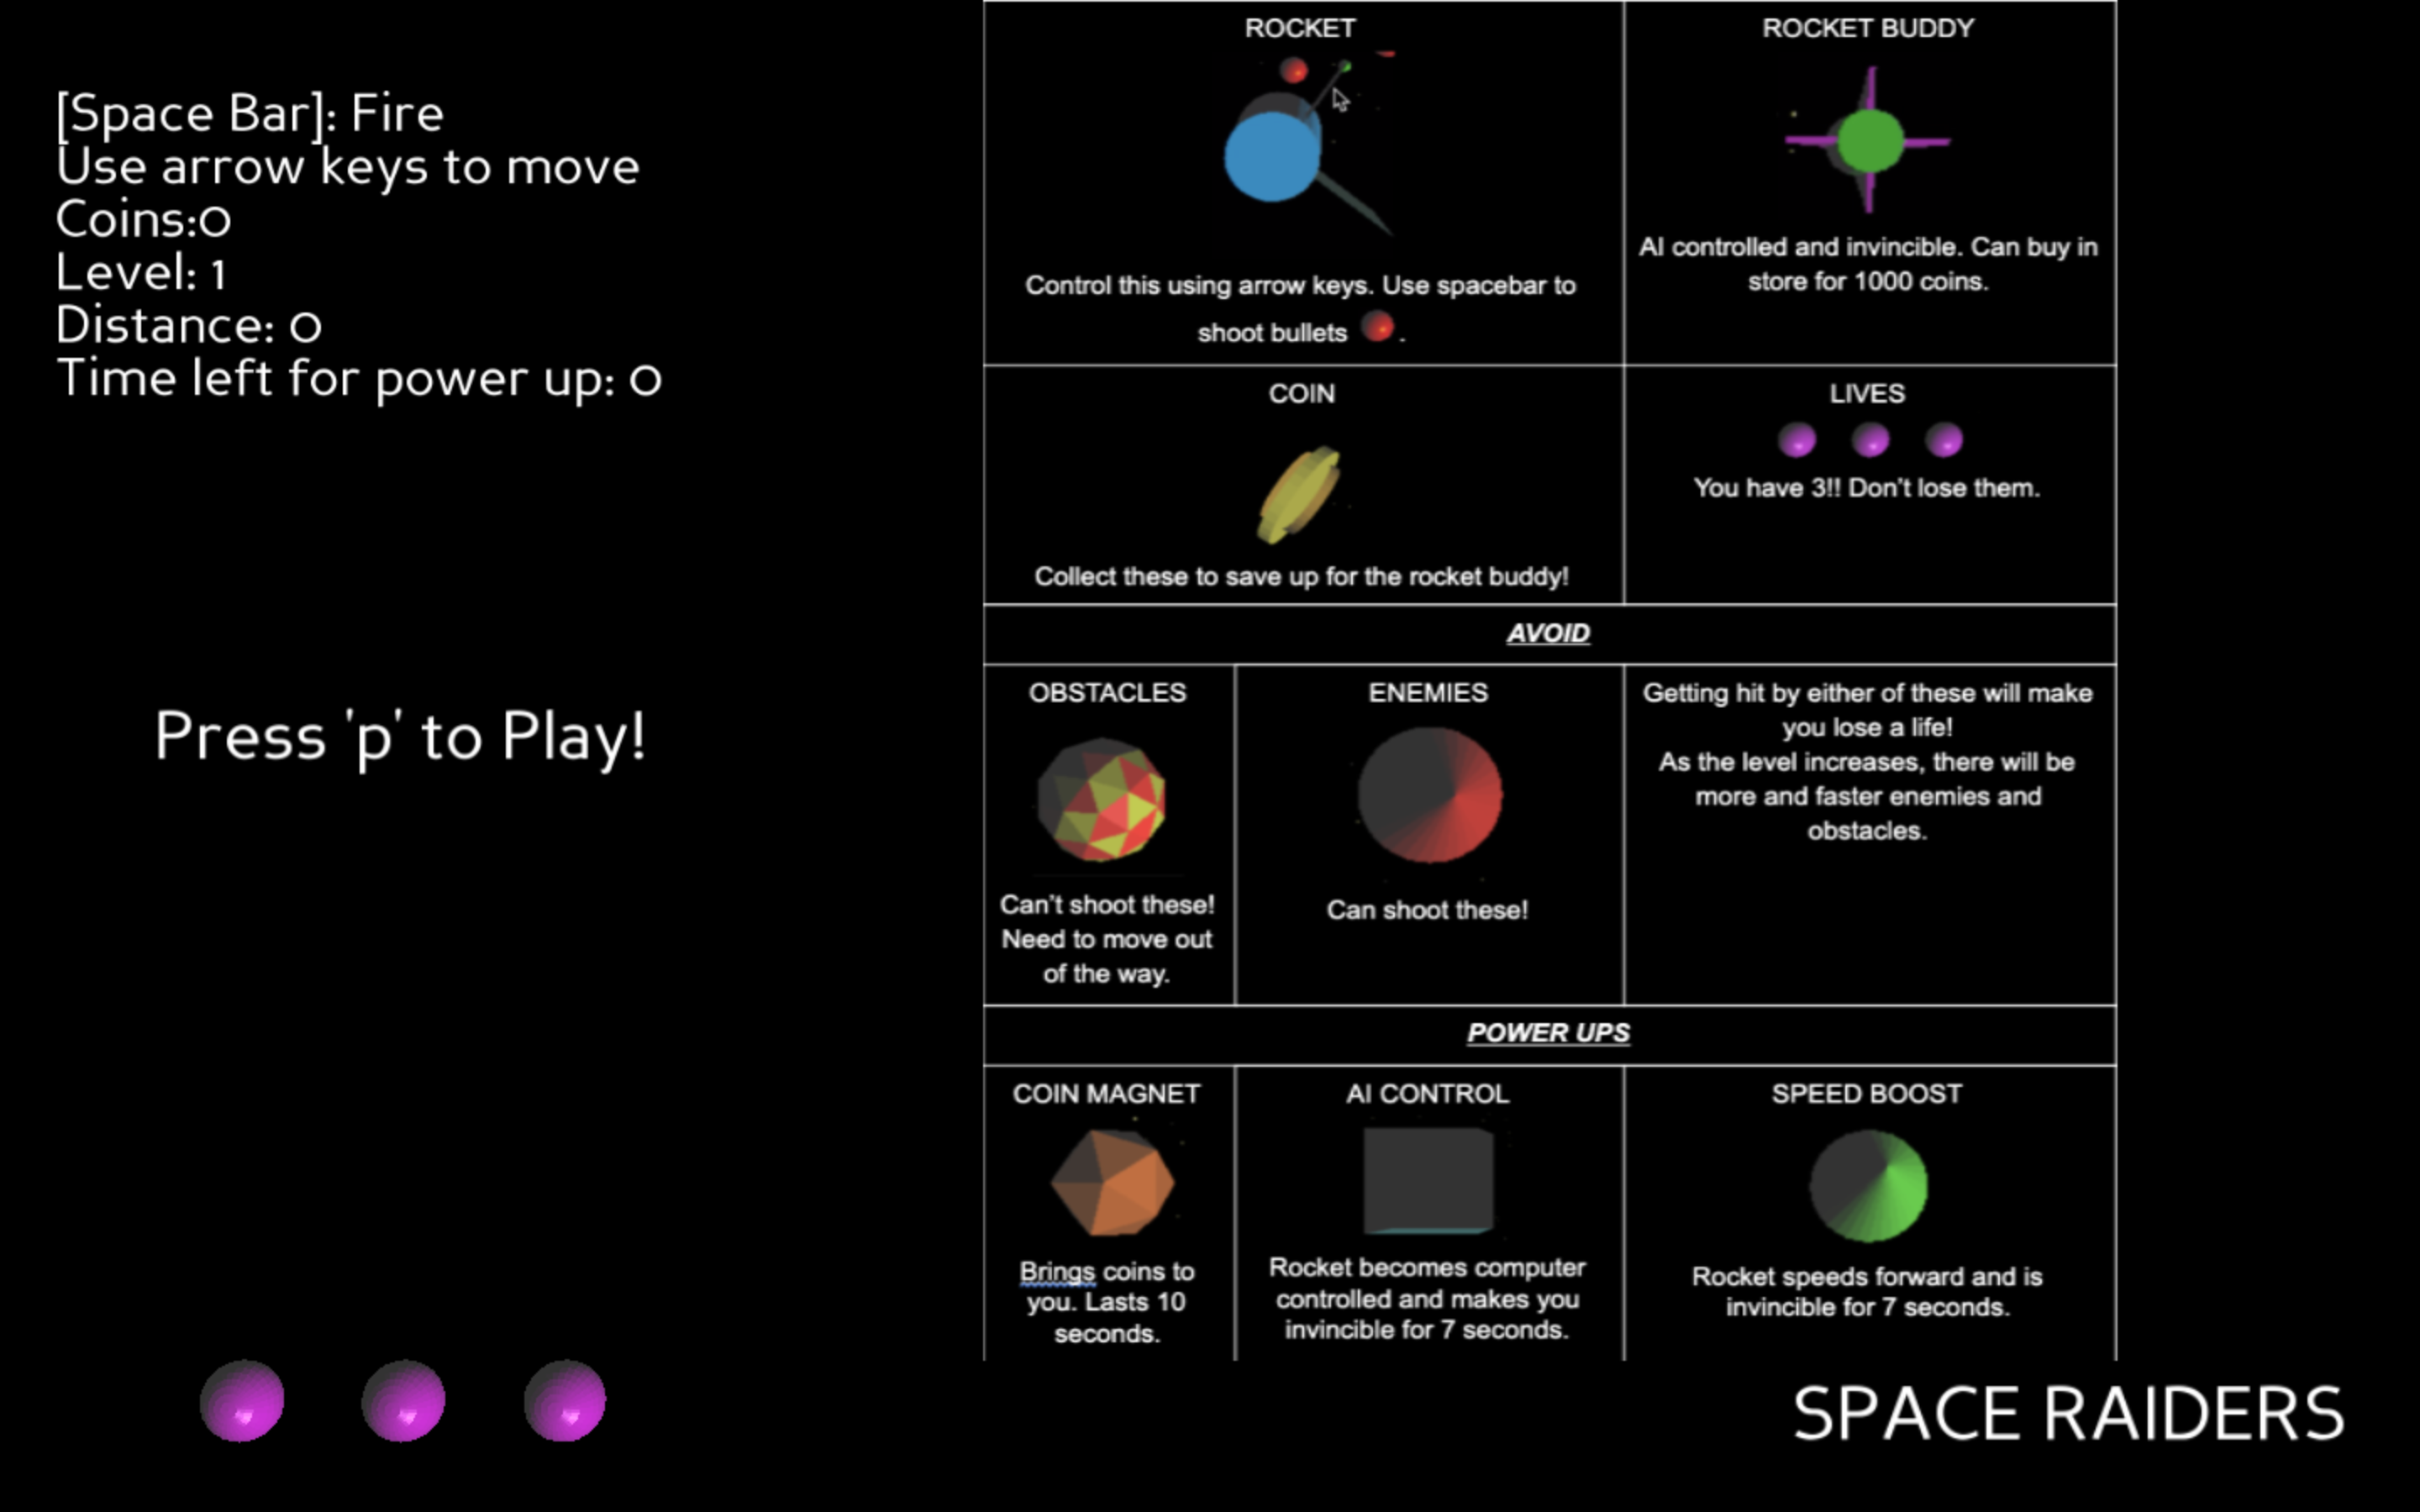 [Space Bar]: Fire
Use arrow keys to move
Coins:0
Level: 1
Distance: 0
Time left for power up: 0
Press 'p' to Play!
ROCKET
Control this using arrow keys. Use spacebar to
shoot bullets .
ROCKET BUDDY
AI controlled and invincible. Can buy in
store for 1000 coins.
COIN
Collect these to save up for the rocket buddy!
LIVES
You have 3!! Don't lose them.
AVOID
OBSTACLES
Can't shoot these!
Need to move out
of the way.
ENEMIES
Can shoot these!
Getting hit by either of these will make
you lose a life!
As the level increases, there will be
more and faster enemies and
obstacles.
POWER UPS
COIN MAGNET
Brings coins to
you. Lasts 10
seconds.
AI CONTROL
Rocket becomes computer
controlled and makes you
invincible for 7 seconds.
SPEED BOOST
Rocket speeds forward and is
invincible for 7 seconds.
SPACE RAIDERS